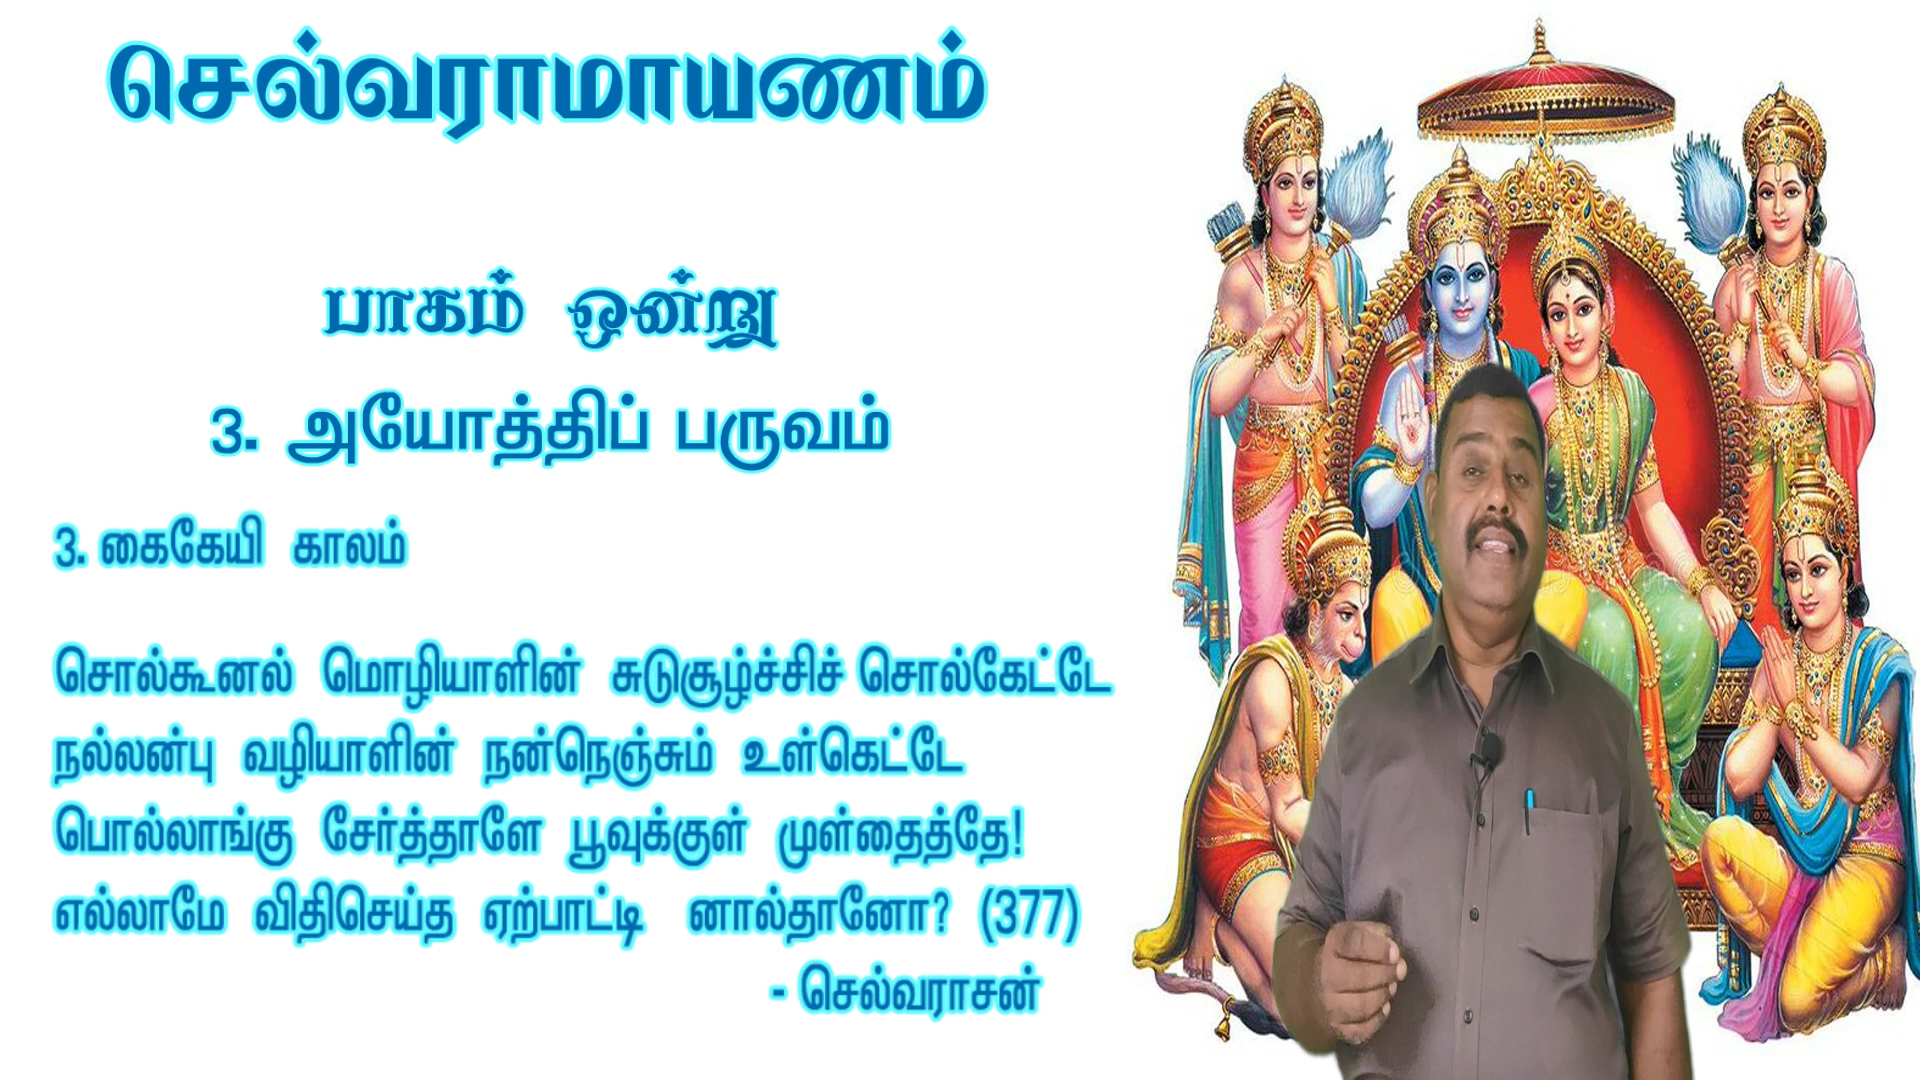 செல்வராமாயணம்
பாகம் ஒன்று
3. அயோத்திப் பருவம்
3. கைகேயி காலம்
சொல்கூனல் மொழியாளின் சுடுசூழ்ச்சிச் சொல்கேட்டே
நல்லன்பு வழியாளின் நன்நெஞ்சும் உள்கெட்டே
பொல்லாங்கு சேர்த்தாளே பூவுக்குள் முள்தைத்தே!
எல்லாமே விதிசெய்த ஏற்பாட்டி னால்தானோ? (377)
- செல்வராசன்